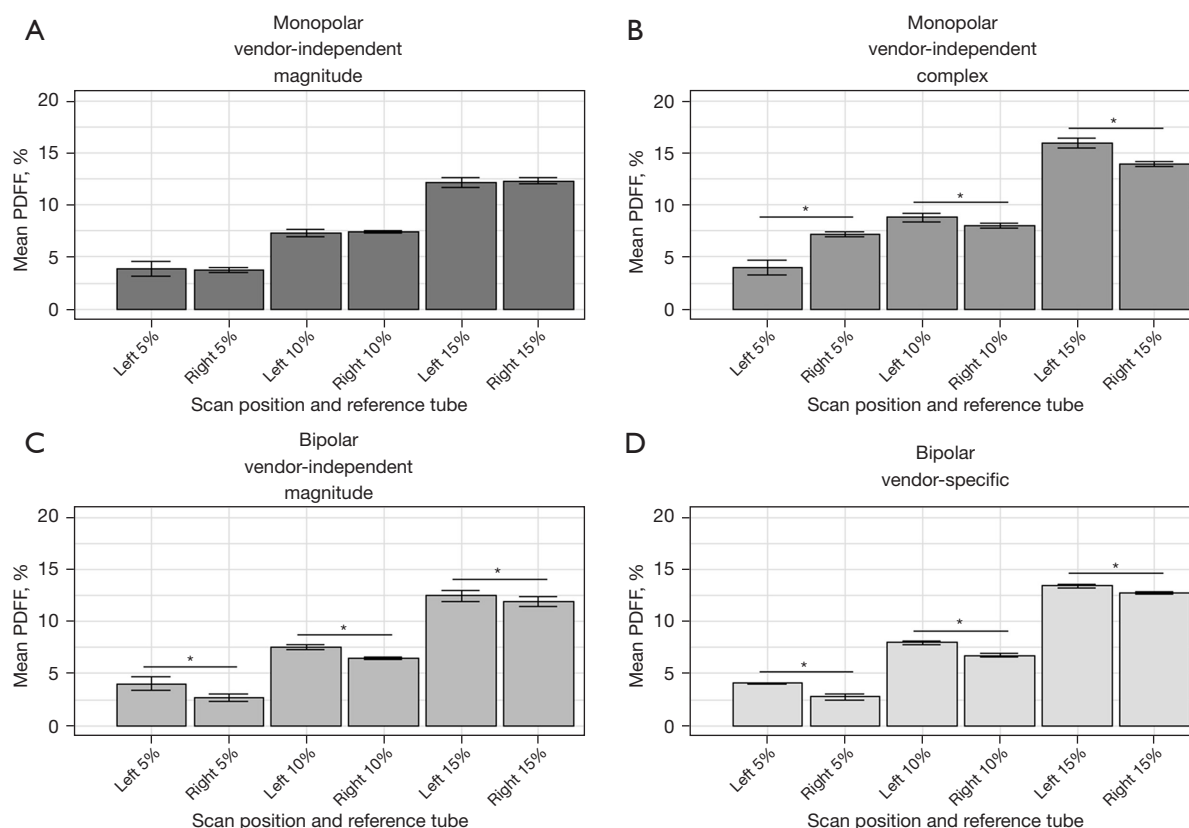 A
Monopolar
vendor-independent
magnitude
Mean PDFF, %
20
15
10
5
0
Left 5%
Right 5%
Left 10%
Right 10%
Left 15%
Right 15%
Scan position and reference tube
B
Monopolar
vendor-independent
complex
Mean PDFF, %
20
15
10
5
0
*
*
*
Left 5%
Right 5%
Left 10%
Right 10%
Left 15%
Right 15%
Scan position and reference tube
C
Bipolar
vendor-independent
magnitude
Mean PDFF, %
20
15
10
5
0
*
*
*
Left 5%
Right 5%
Left 10%
Right 10%
Left 15%
Right 15%
Scan position and reference tube
D
Bipolar
vendor-specific
Mean PDFF, %
20
15
10
5
0
*
*
*
Left 5%
Right 5%
Left 10%
Right 10%
Left 15%
Right 15%
Scan position and reference tube